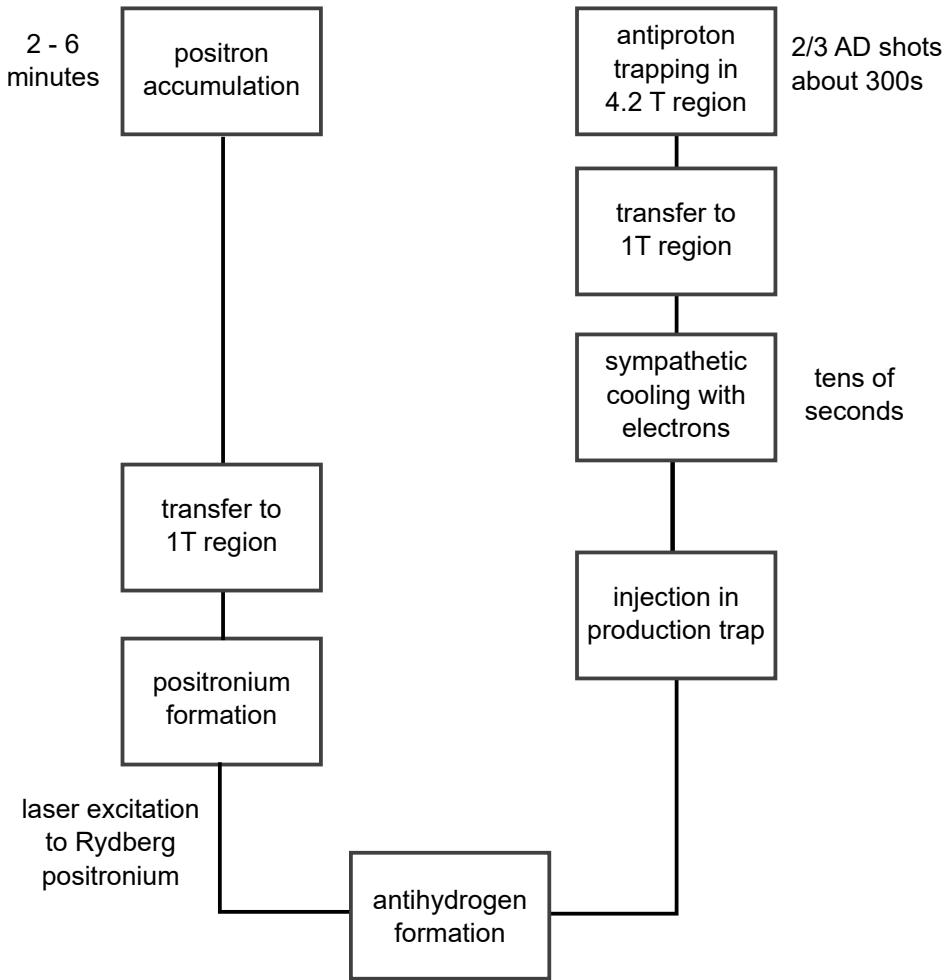 2 - 6
minutes
positron
accumulation
transfer to
1T region
positronium
formation
laser excitation
to Rydberg
positronium
antiproton
trapping in
4.2 T region
2/3 AD shots
about 300s
transfer to
1T region
sympathetic
cooling with
electrons
tens of
seconds
injection in
production trap
antihydrogen
formation